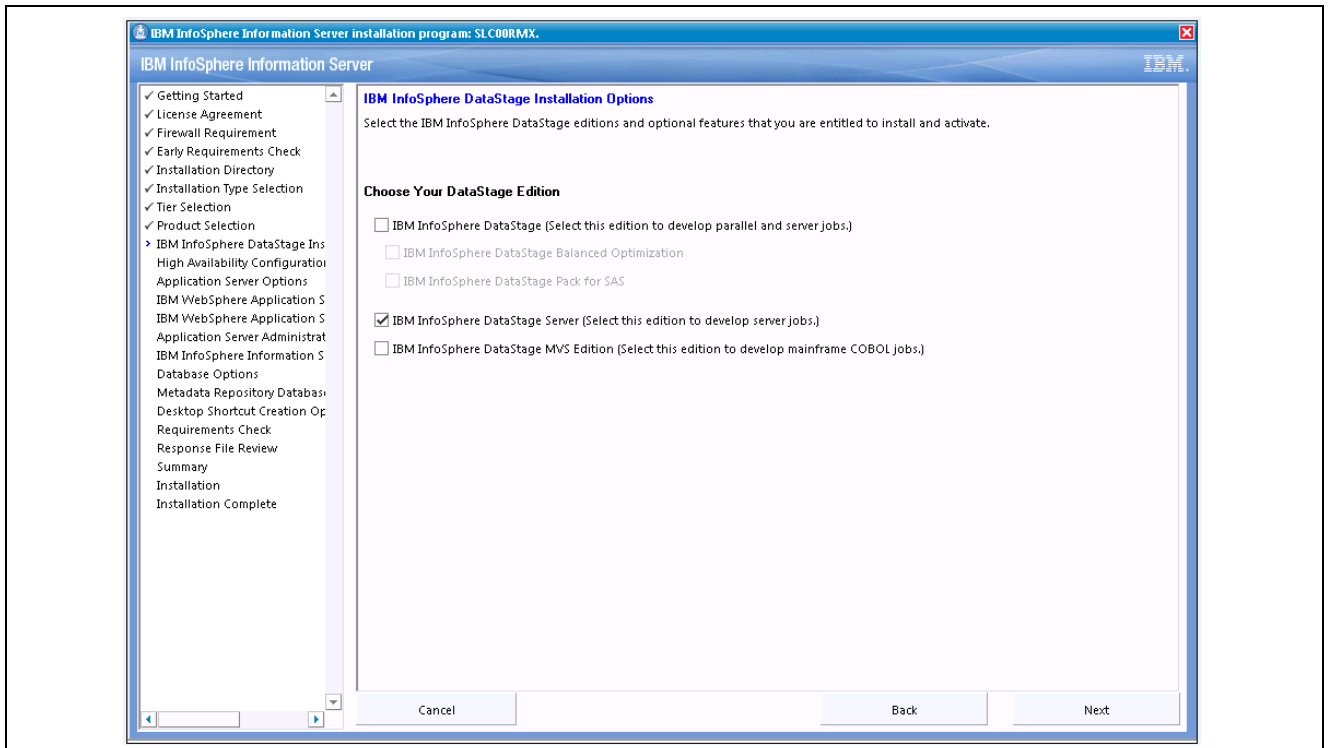 IBM InfoSphere Information Server installation program: SLC00RMX.
IBM InfoSphere Information Server
IBM.
✓ Getting Started
✓ License Agreement
✓ Firewall Requirement
✓ Early Requirements Check
✓ Installation Directory
✓ Installation Type Selection
✓ Tier Selection
✓ Product Selection
> IBM InfoSphere DataStage Ins
High Availability Configuration
Application Server Options
IBM WebSphere Application S
IBM WebSphere Application S
Application Server Administrat
IBM InfoSphere Information S
Database Options
Metadata Repository Databas
Desktop Shortcut Creation Op
Requirements Check
Response File Review
Summary
Installation
Installation Complete
IBM InfoSphere DataStage Installation Options
Select the IBM InfoSphere DataStage editions and optional features that you are entitled to install and activate.
Choose Your DataStage Edition
IBM InfoSphere DataStage (Select this edition to develop parallel and server jobs.)
IBM InfoSphere DataStage Balanced Optimization
IBM InfoSphere DataStage Pack for SAS
IBM InfoSphere DataStage Server (Select this edition to develop server jobs.)
IBM InfoSphere DataStage MVS Edition (Select this edition to develop mainframe COBOL jobs.)
Cancel
Back
Next